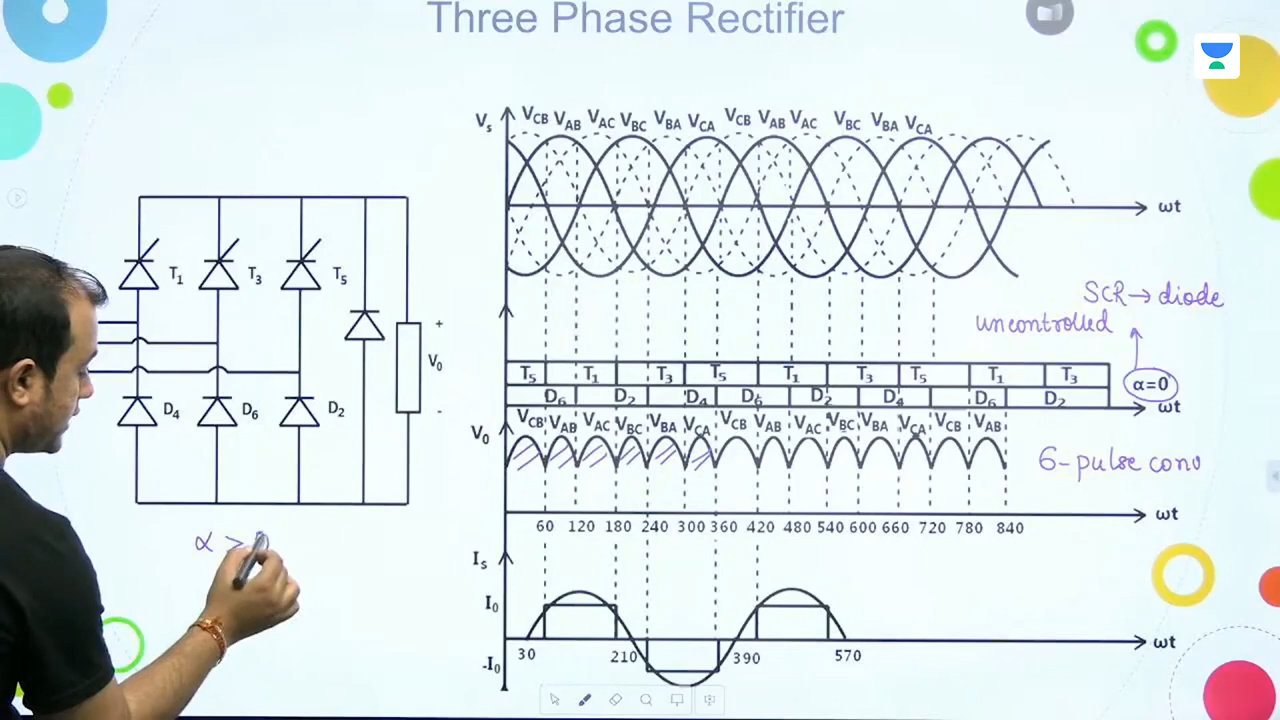 Three Phase Rectifier
Vs VCB VAB VAC VBC VBA VCA VCB VAB VAC VBC VBA VCA
ωt
T1 T3 T5
+
V0
-
D4 D6 D2
SCR→ diode
uncontrolled
T5 T1 T3 T5 T1 T3 T5 T1 T3
α=0
D6 D2 D4 D6 D2 D4 D6 D2
ωt
V0 VCB VAB VAC VBC VBA VCA VCB VAB VAC VBC VBA VCA VCB VAB
6-pulse conv
ωt
60 120 180 240 300 360 420 480 540 600 660 720 780 840
α >
Is
I0
ωt
30 210 390 570
-I0